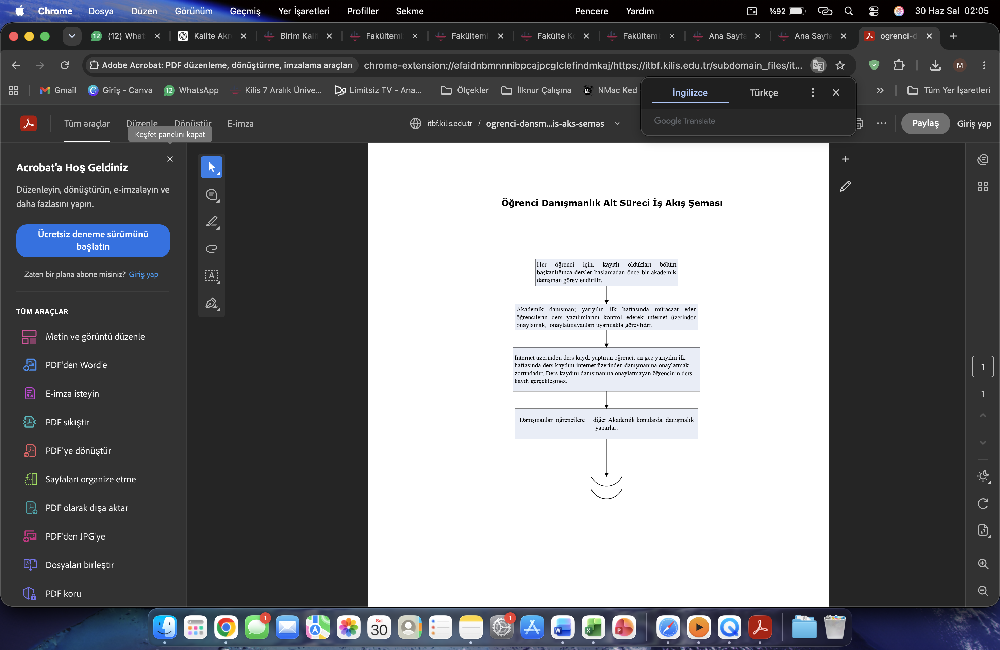 Chrome Dosya Düzen Görünüm Geçmiş Yer İşaretleri Profiller Sekme Pencere Yardım %92 30 Haz Sal 02:05
12 (12) What Kalite Akr Birim Kali Fakültemi Fakültemi Fakülte Ko Fakültemi Ana Sayfa Ana Sayfa ogrenci-d
Adobe Acrobat: PDF düzenleme, dönüştürme, imzalama araçları chrome-extension://efaidnbmnnnibpcajpcglclefindmkaj/https://itbf.kilis.edu.tr/subdomain_files/it... M
Gmail Giriş - Canva 12 WhatsApp Kilis 7 Aralık Ünive... Limitsiz TV - Ana... Ölçekler İlknur Çalışma NMac Ked Tüm Yer İşaretleri
İngilizce Türkçe
Google Translate
Tüm araçlar Düzenle Dönüştür E-imza itbf.kilis.edu.tr / ogrenci-dansm...is-aks-semas Paylaş Giriş yap
Keşfet panelini kapat
Acrobat'a Hoş Geldiniz
Düzenleyin, dönüştürün, e-imzalayın ve
daha fazlasını yapın.
Ücretsiz deneme sürümünü
başlatın
Zaten bir plana abone misiniz? Giriş yap
TÜM ARAÇLAR
Metin ve görüntü düzenle
PDF'den Word'e
E-imza isteyin
PDF sıkıştır
PDF'ye dönüştür
Sayfaları organize etme
PDF olarak dışa aktar
PDF'den JPG'ye
Dosyaları birleştir
PDF koru
Öğrenci Danışmanlık Alt Süreci İş Akış Şeması
Her öğrenci için, kayıtlı oldukları bölüm
başkanlığınca dersler başlamadan önce bir akademik
danışman görevlendirilir.
Akademik danışman; yarıyılın ilk haftasında müracaat eden
öğrencilerin ders yazılımlarını kontrol ederek internet üzerinden
onaylamak, onaylatmayanları uyarmakla görevlidir.
Internet üzerinden ders kaydı yaptıran öğrenci, en geç yarıyılın ilk
haftasında ders kaydını internet üzerinden danışmanına onaylatmak
zorundadır. Ders kaydını danışmanına onaylatmayan öğrencinin ders
kaydı gerçekleşmez.
Danışmanlar öğrencilere diğer Akademik konularda danışmalık
yaparlar.
1
1
1
Sal
30
1